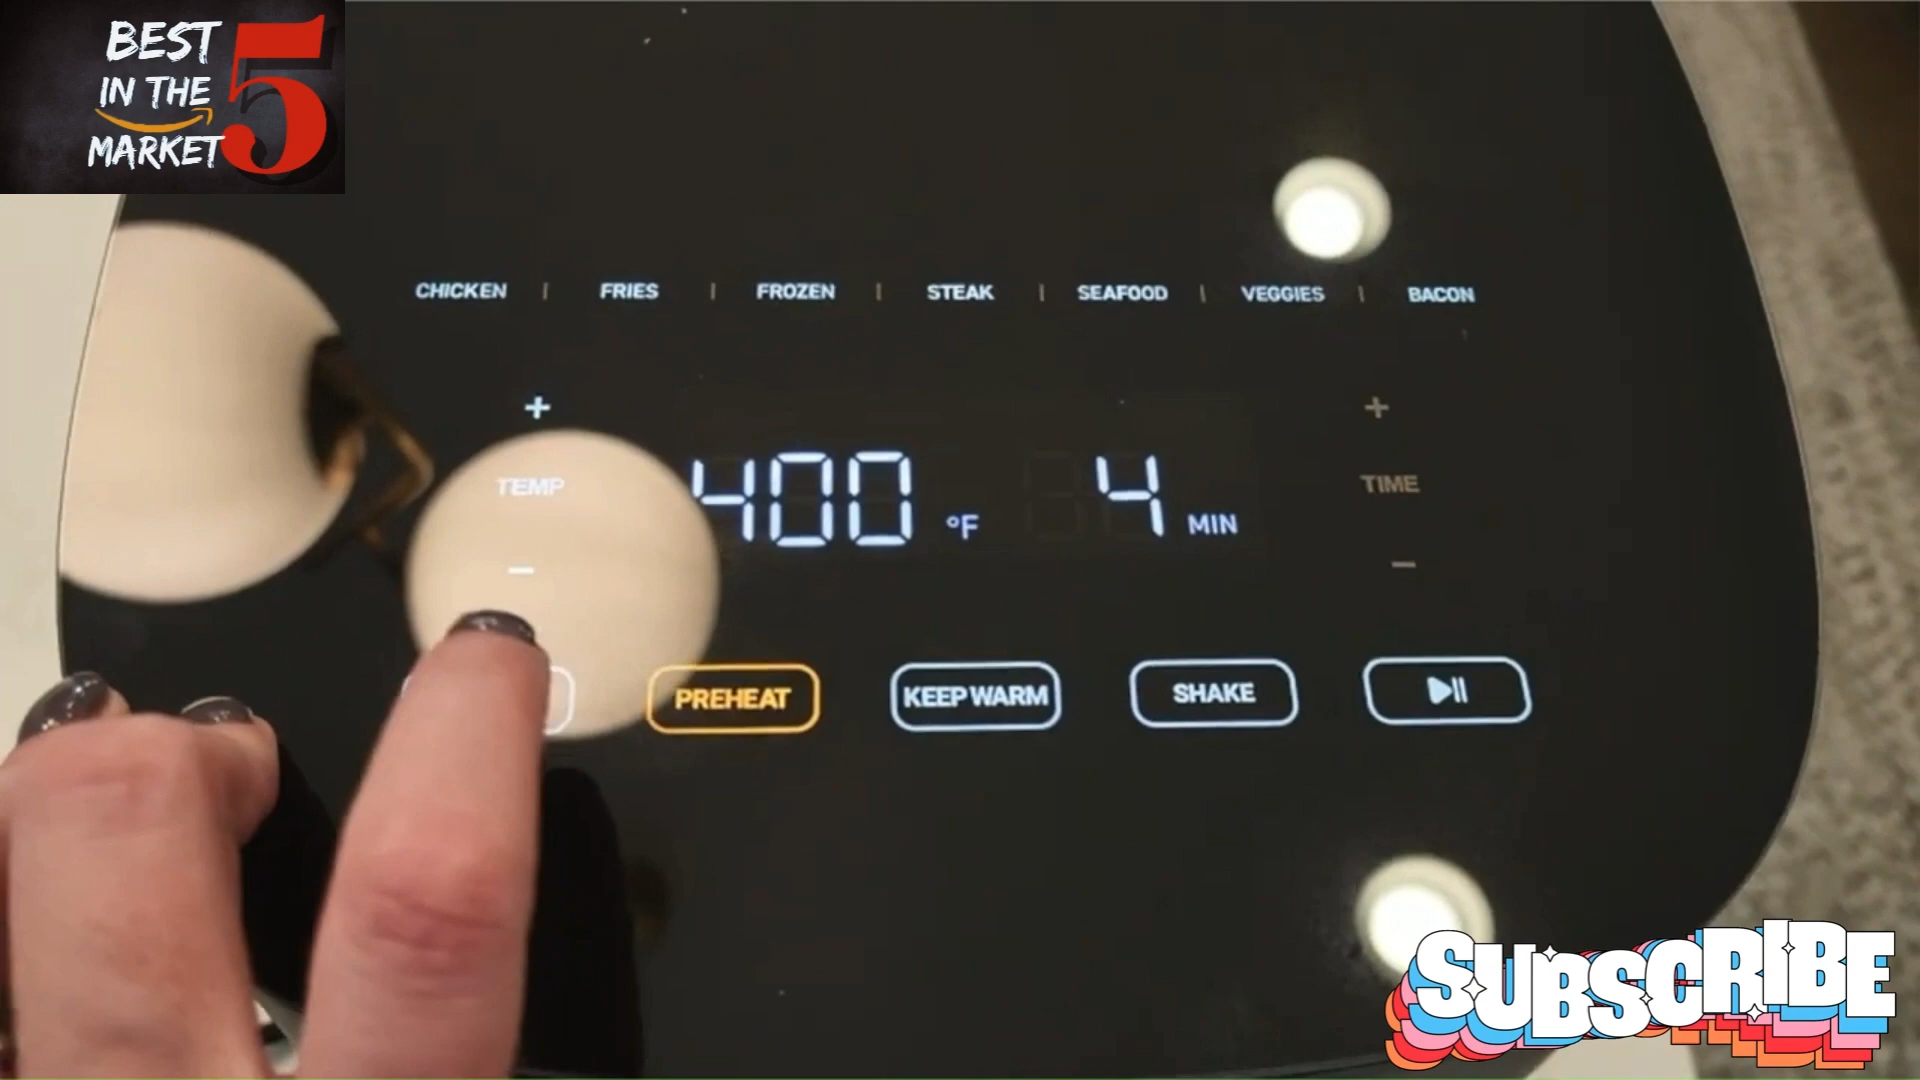 BEST
IN THE
MARKET
5
CHICKEN | FRIES | FROZEN | STEAK | SEAFOOD | VEGGIES | BACON
+ +
TEMP 400 °F 4 MIN TIME
- -
PREHEAT KEEP WARM SHAKE
SUBSCRIBE